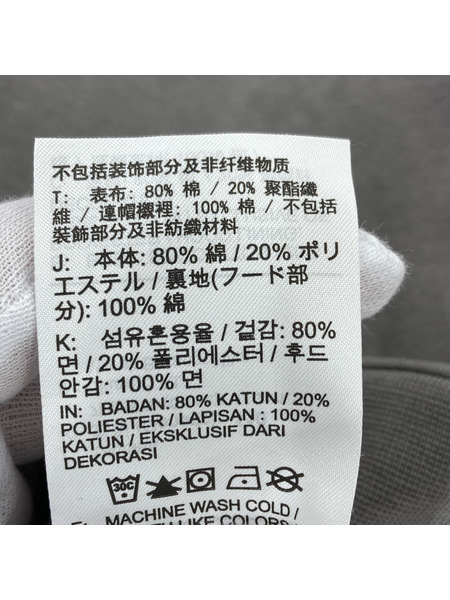 不包括装饰部分及非纤维物质
T: 表布: 80% 棉 / 20% 聚酯纖
維 / 連帽襯裡: 100% 棉 / 不包括
裝飾部分及非紡織材料
J: 本体: 80% 綿 / 20% ポリ
エステル / 裏地(フード部
分): 100% 綿
K: 섬유혼용율 / 겉감: 80%
면 / 20% 폴리에스터 / 후드
안감: 100% 면
IN: BADAN: 80% KATUN / 20%
POLIESTER / LAPISAN : 100%
KATUN / EKSKLUSIF DARI
DEKORASI
30C
MACHINE WASH COLD /
LIKE COLORS